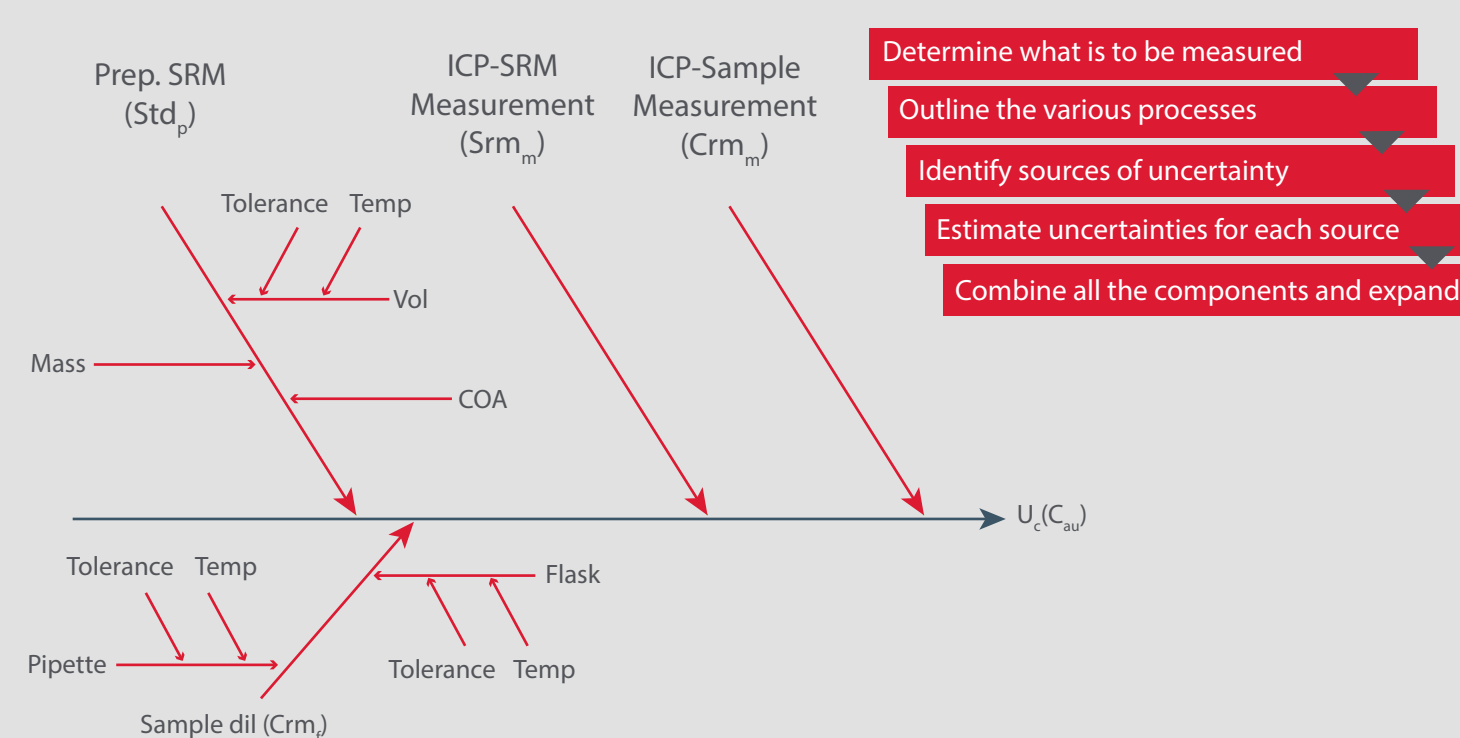 Prep. SRM
(Std_p)
ICP-SRM
Measurement
(Srm_m)
ICP-Sample
Measurement
(Crm_m)
Determine what is to be measured
Outline the various processes
Identify sources of uncertainty
Estimate uncertainties for each source
Combine all the components and expand
Tolerance Temp
Vol
Mass
COA
U_c(C_au)
Tolerance Temp
Flask
Pipette
Tolerance Temp
Sample dil (Crm_f)